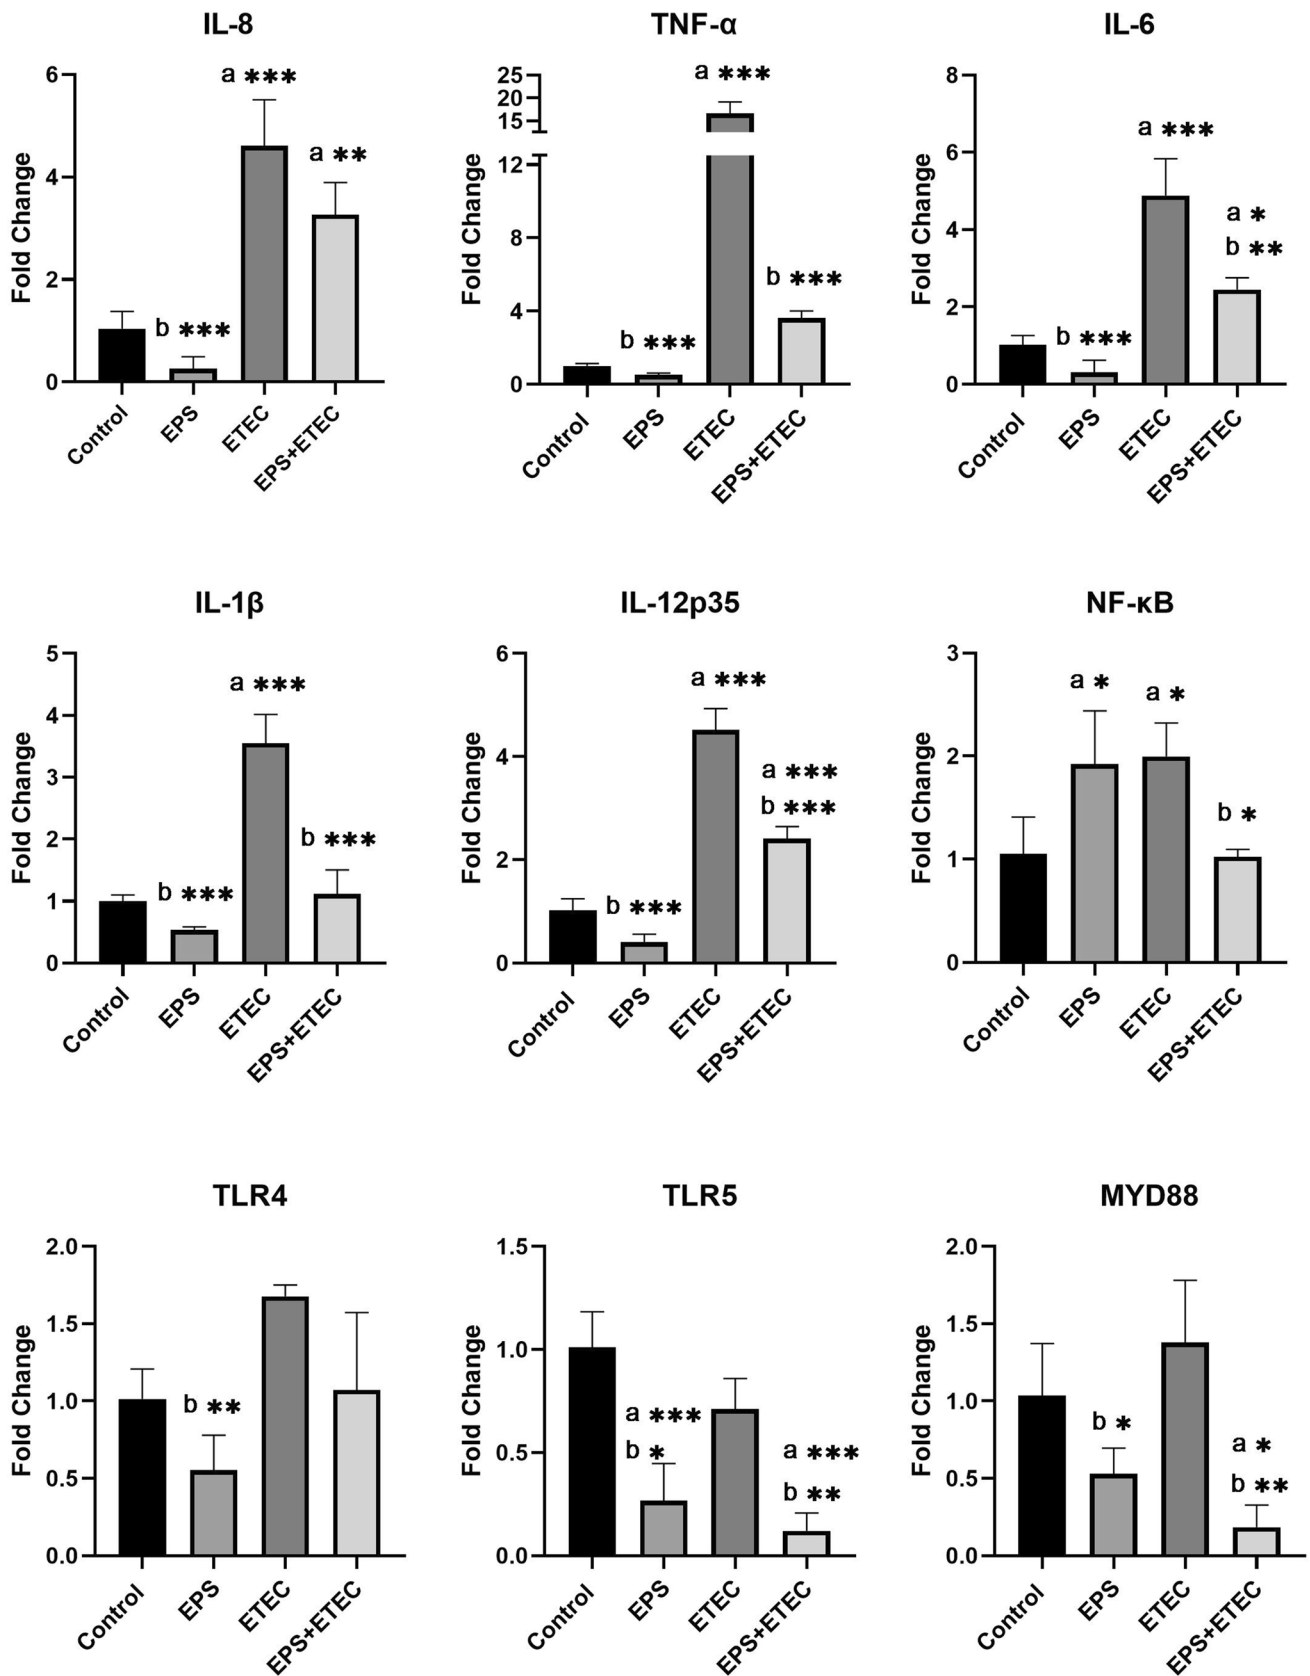 IL-8
Fold Change
6
4
2
0
a ***
a **
b ***
Control
EPS
ETEC
EPS+ETEC
TNF-α
Fold Change
25
20
15
12
8
4
0
a ***
b ***
b ***
Control
EPS
ETEC
EPS+ETEC
IL-6
Fold Change
8
6
4
2
0
a ***
a *
b **
b ***
Control
EPS
ETEC
EPS+ETEC
IL-1β
Fold Change
5
4
3
2
1
0
a ***
b ***
b ***
Control
EPS
ETEC
EPS+ETEC
IL-12p35
Fold Change
6
4
2
0
a ***
a ***
b ***
b ***
Control
EPS
ETEC
EPS+ETEC
NF-κB
Fold Change
3
2
1
0
a *
a *
b *
Control
EPS
ETEC
EPS+ETEC
TLR4
Fold Change
2.0
1.5
1.0
0.5
0.0
b **
Control
EPS
ETEC
EPS+ETEC
TLR5
Fold Change
1.5
1.0
0.5
0.0
a ***
b *
a ***
b **
Control
EPS
ETEC
EPS+ETEC
MYD88
Fold Change
2.0
1.5
1.0
0.5
0.0
b *
a *
b **
Control
EPS
ETEC
EPS+ETEC